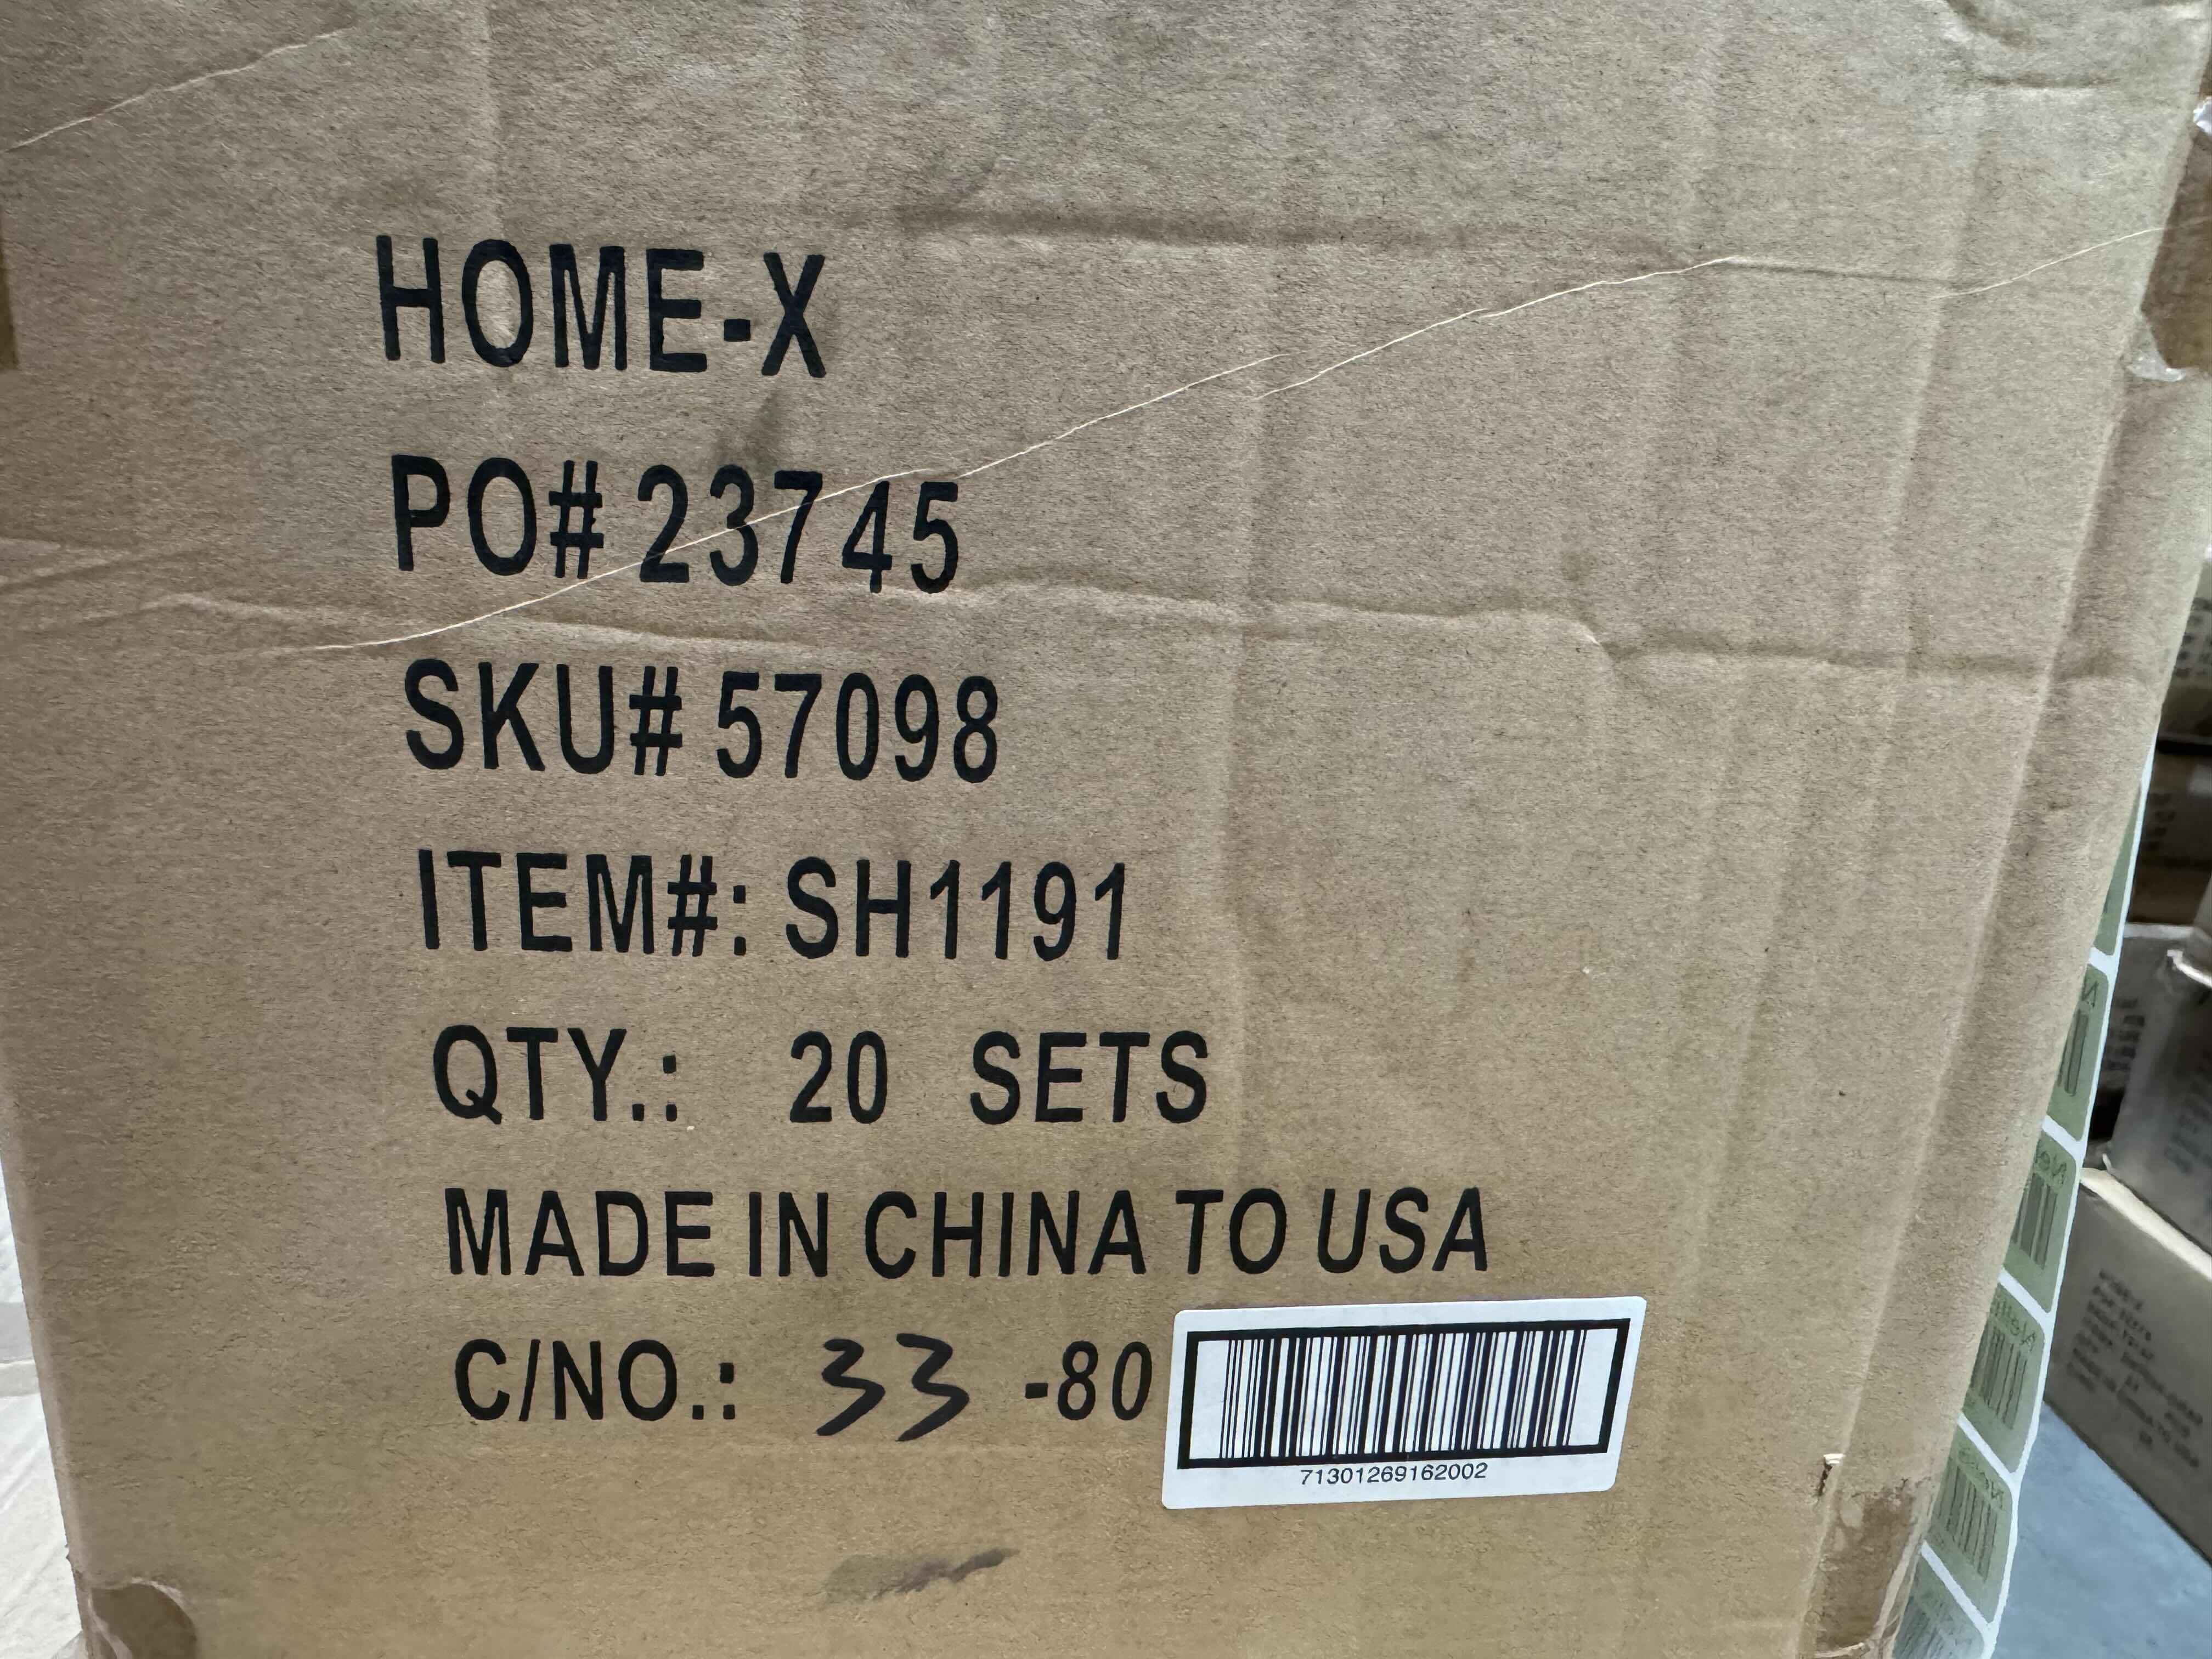 HOME-X
PO# 23745
SKU# 57098
ITEM#: SH1191
QTY.: 20 SETS
MADE IN CHINA TO USA
C/NO.: 33 -80
71301269162002